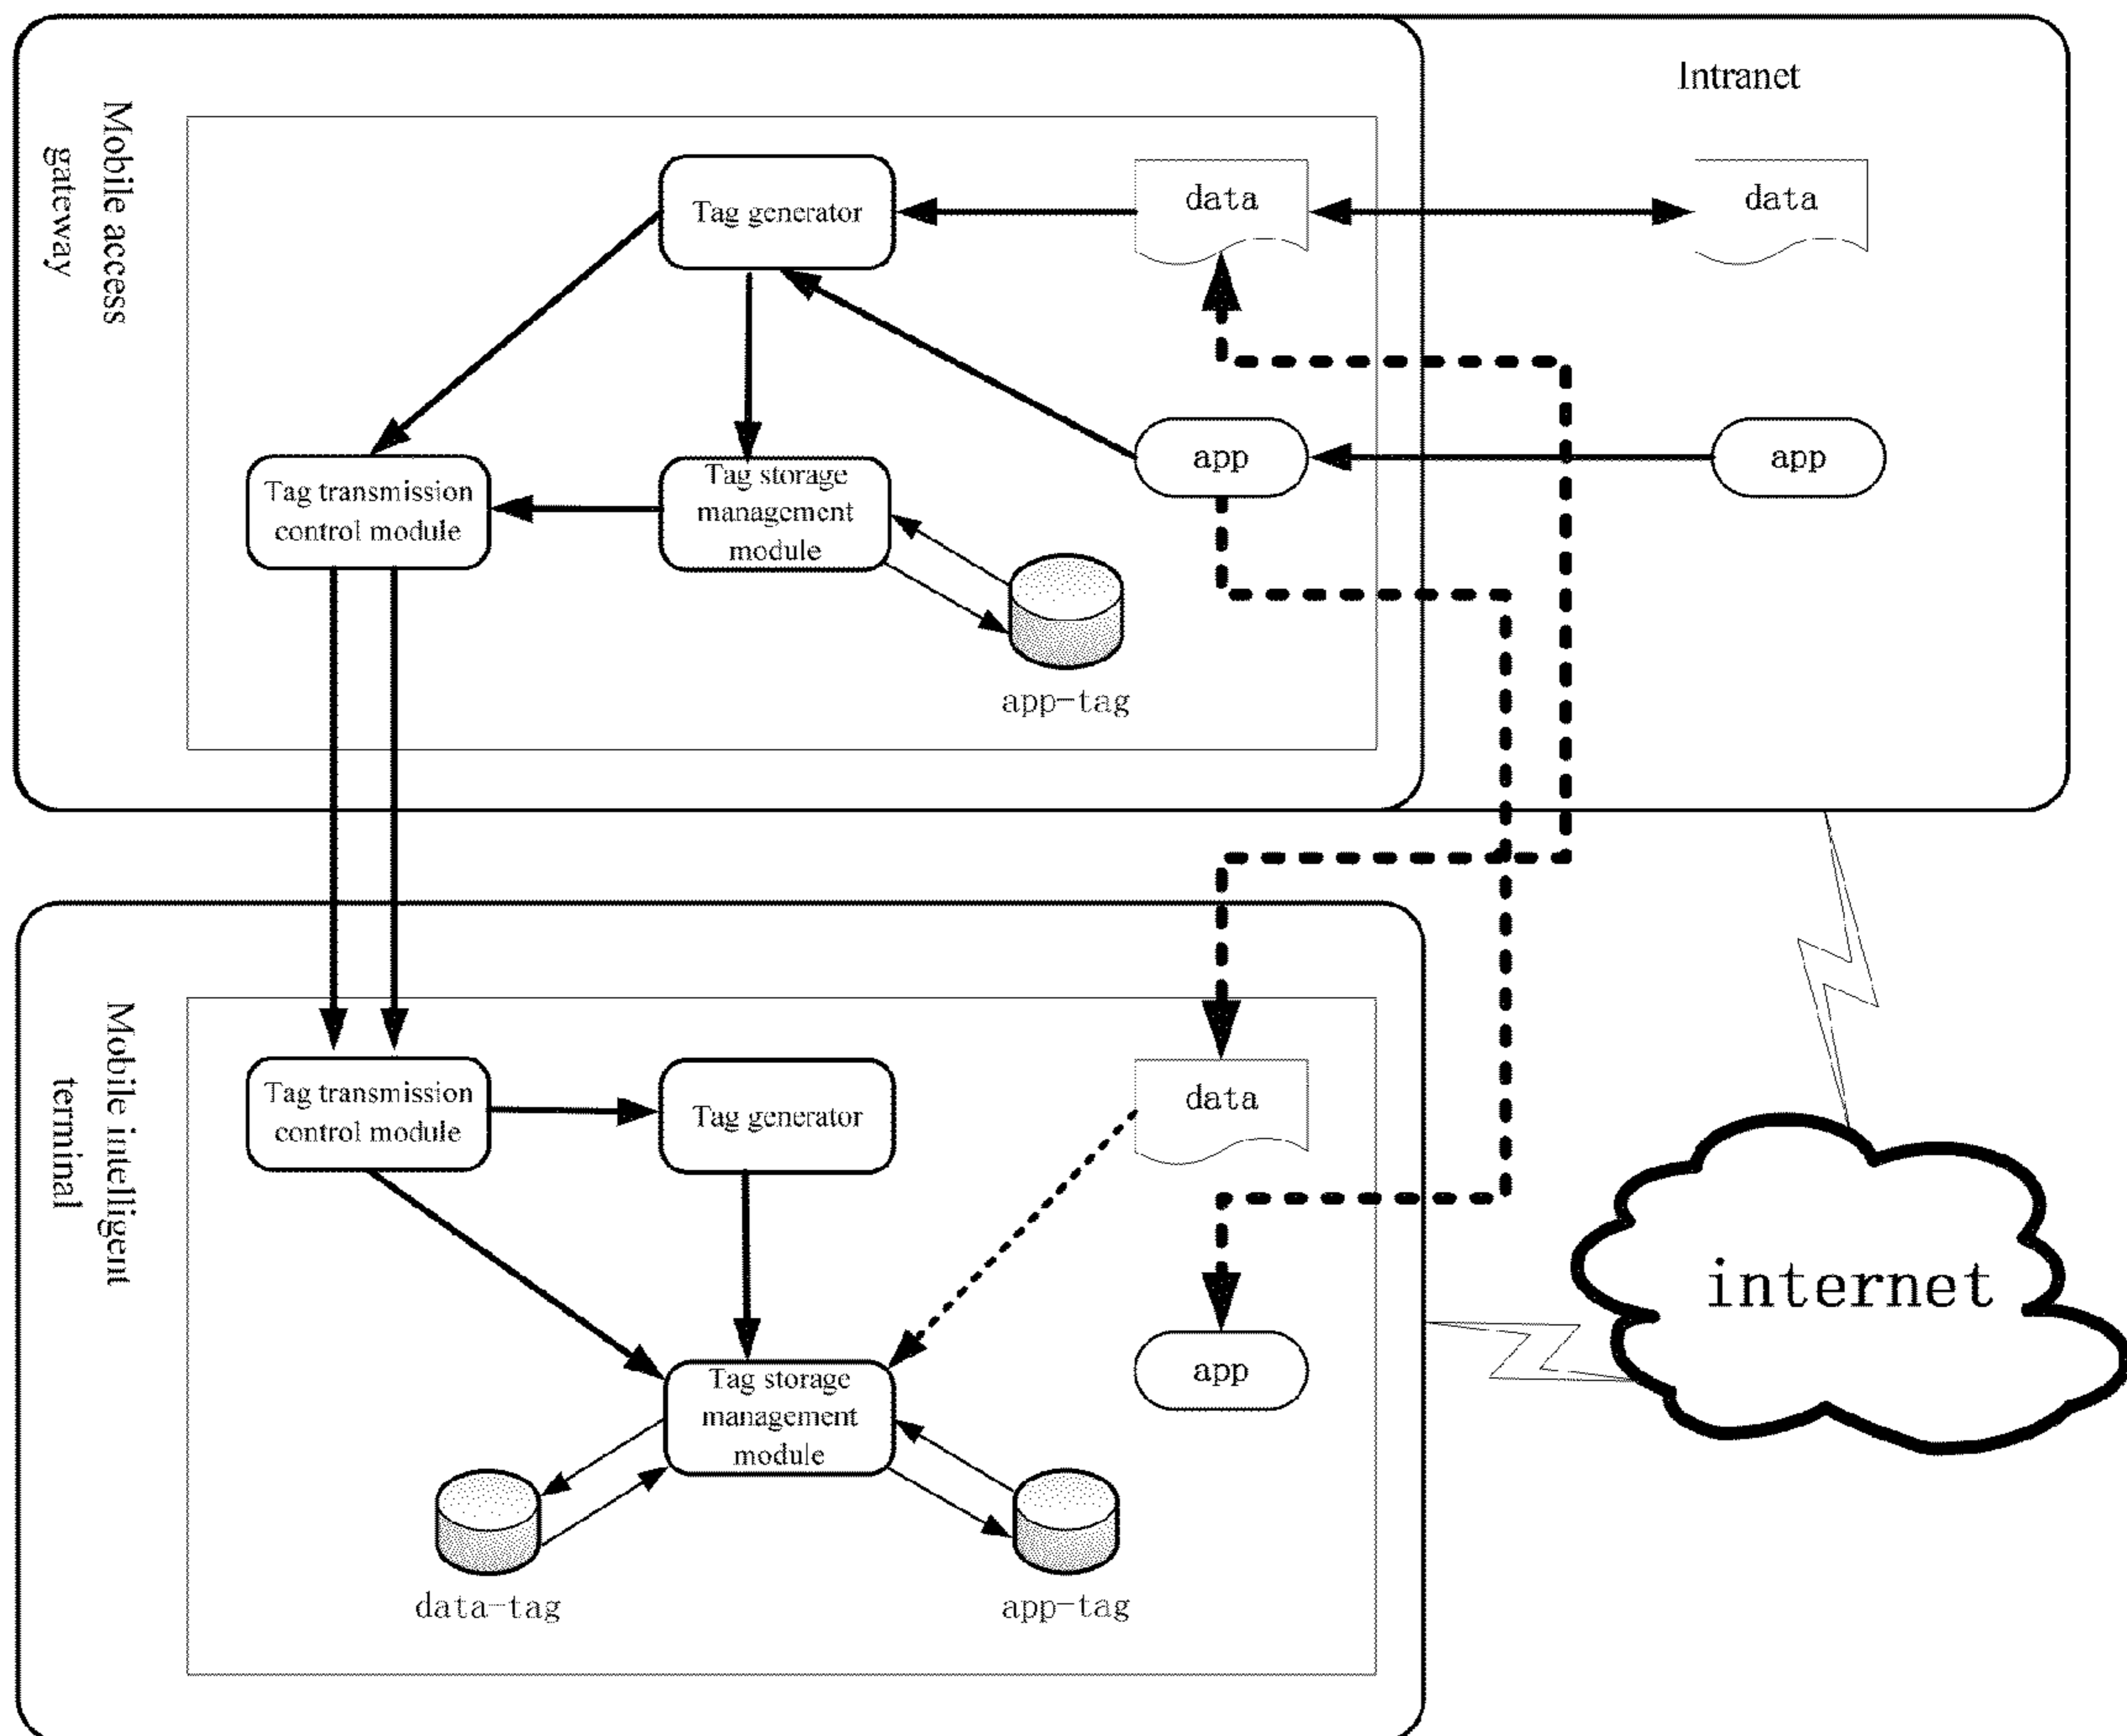 Intranet
Mobile access
gateway
Tag generator
data
data
app
app
Tag transmission
control module
Tag storage
management
module
app-tag
Mobile intelligent
terminal
Tag transmission
control module
Tag generator
data
internet
app
Tag storage
management
module
data-tag
app-tag